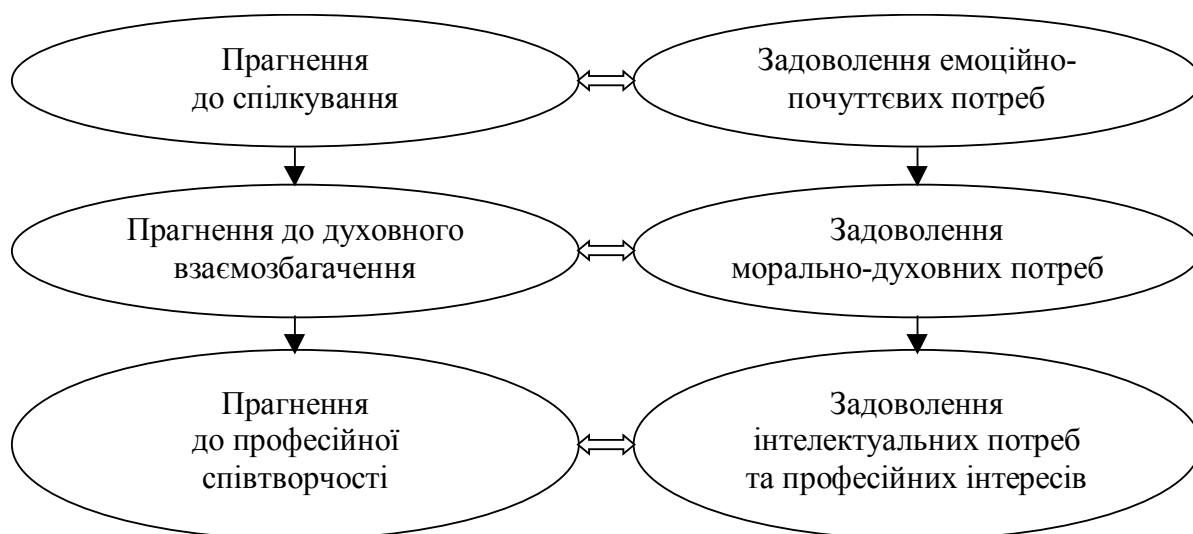 Прагнення
до спілкування
Задоволення емоційно-
почуттєвих потреб
Прагнення до духовного
взаємозбагачення
Задоволення
морально-духовних потреб
Прагнення
до професійної
співтворчості
Задоволення
інтелектуальних потреб
та професійних інтересів